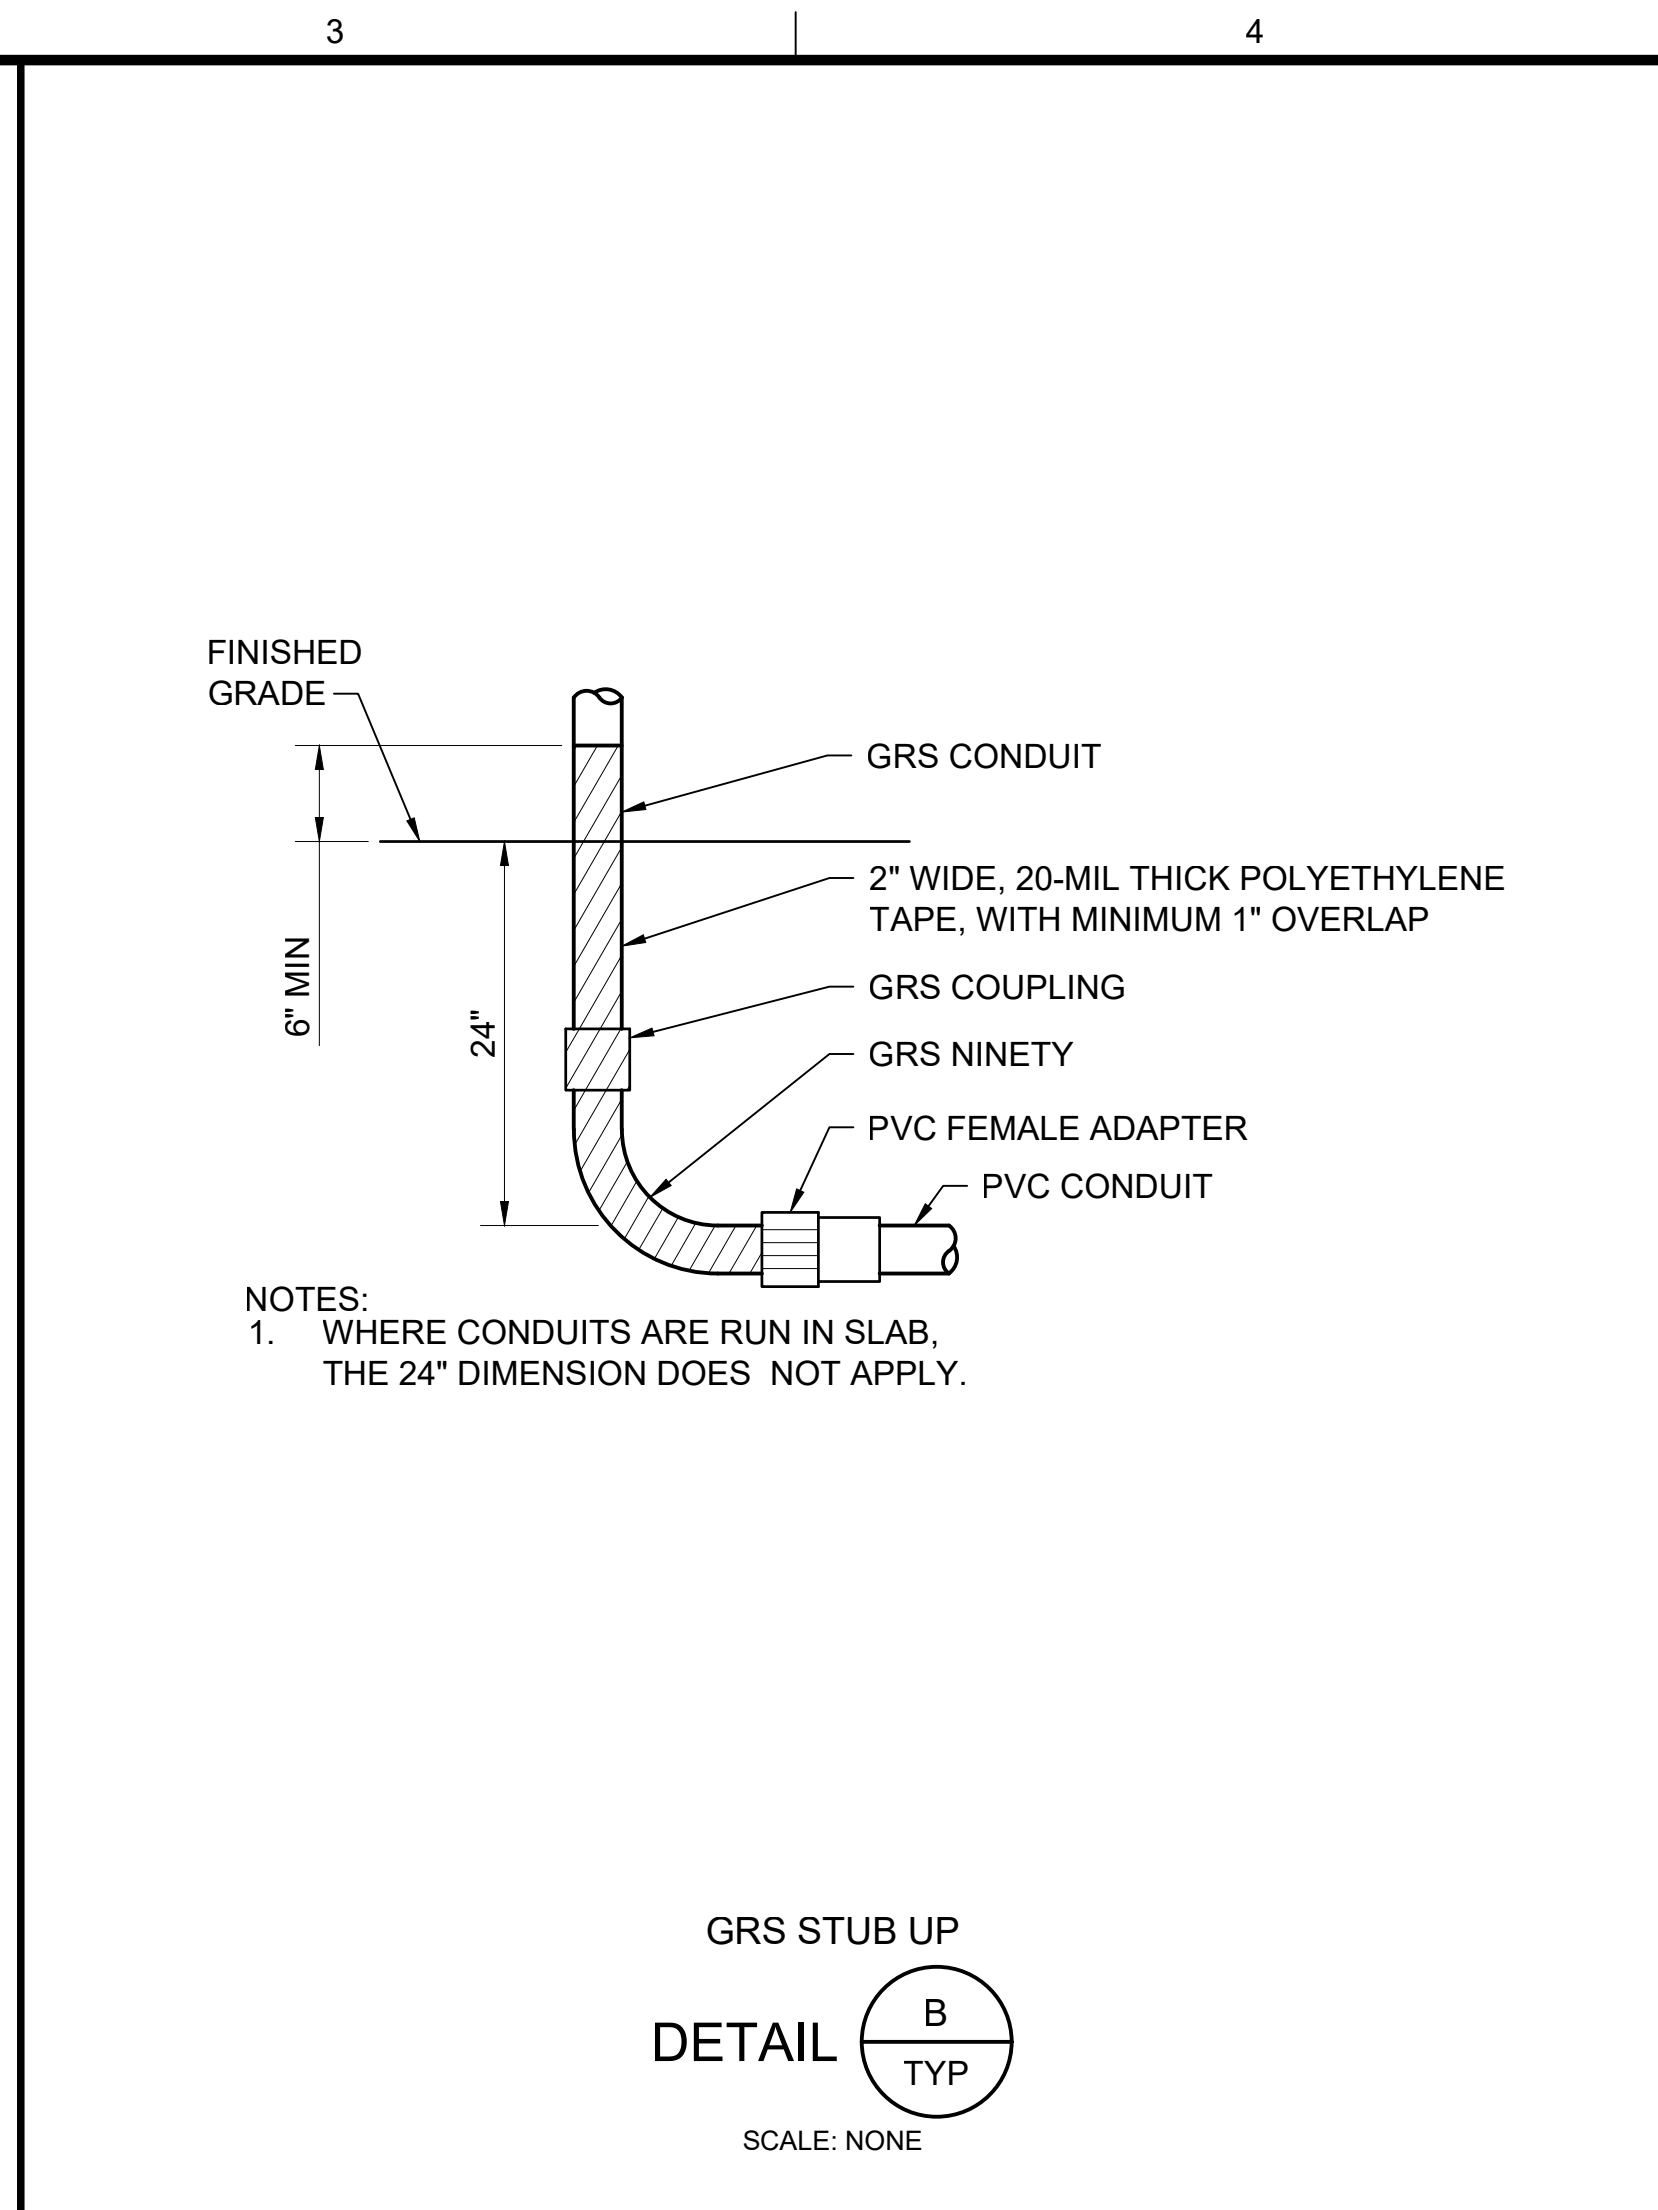 3
4
FINISHED
GRADE
GRS CONDUIT
2" WIDE, 20-MIL THICK POLYETHYLENE
TAPE, WITH MINIMUM 1" OVERLAP
6" MIN
24"
GRS COUPLING
GRS NINETY
PVC FEMALE ADAPTER
PVC CONDUIT
NOTES:
1. WHERE CONDUITS ARE RUN IN SLAB,
THE 24" DIMENSION DOES NOT APPLY.
GRS STUB UP
DETAIL
B
TYP
SCALE: NONE